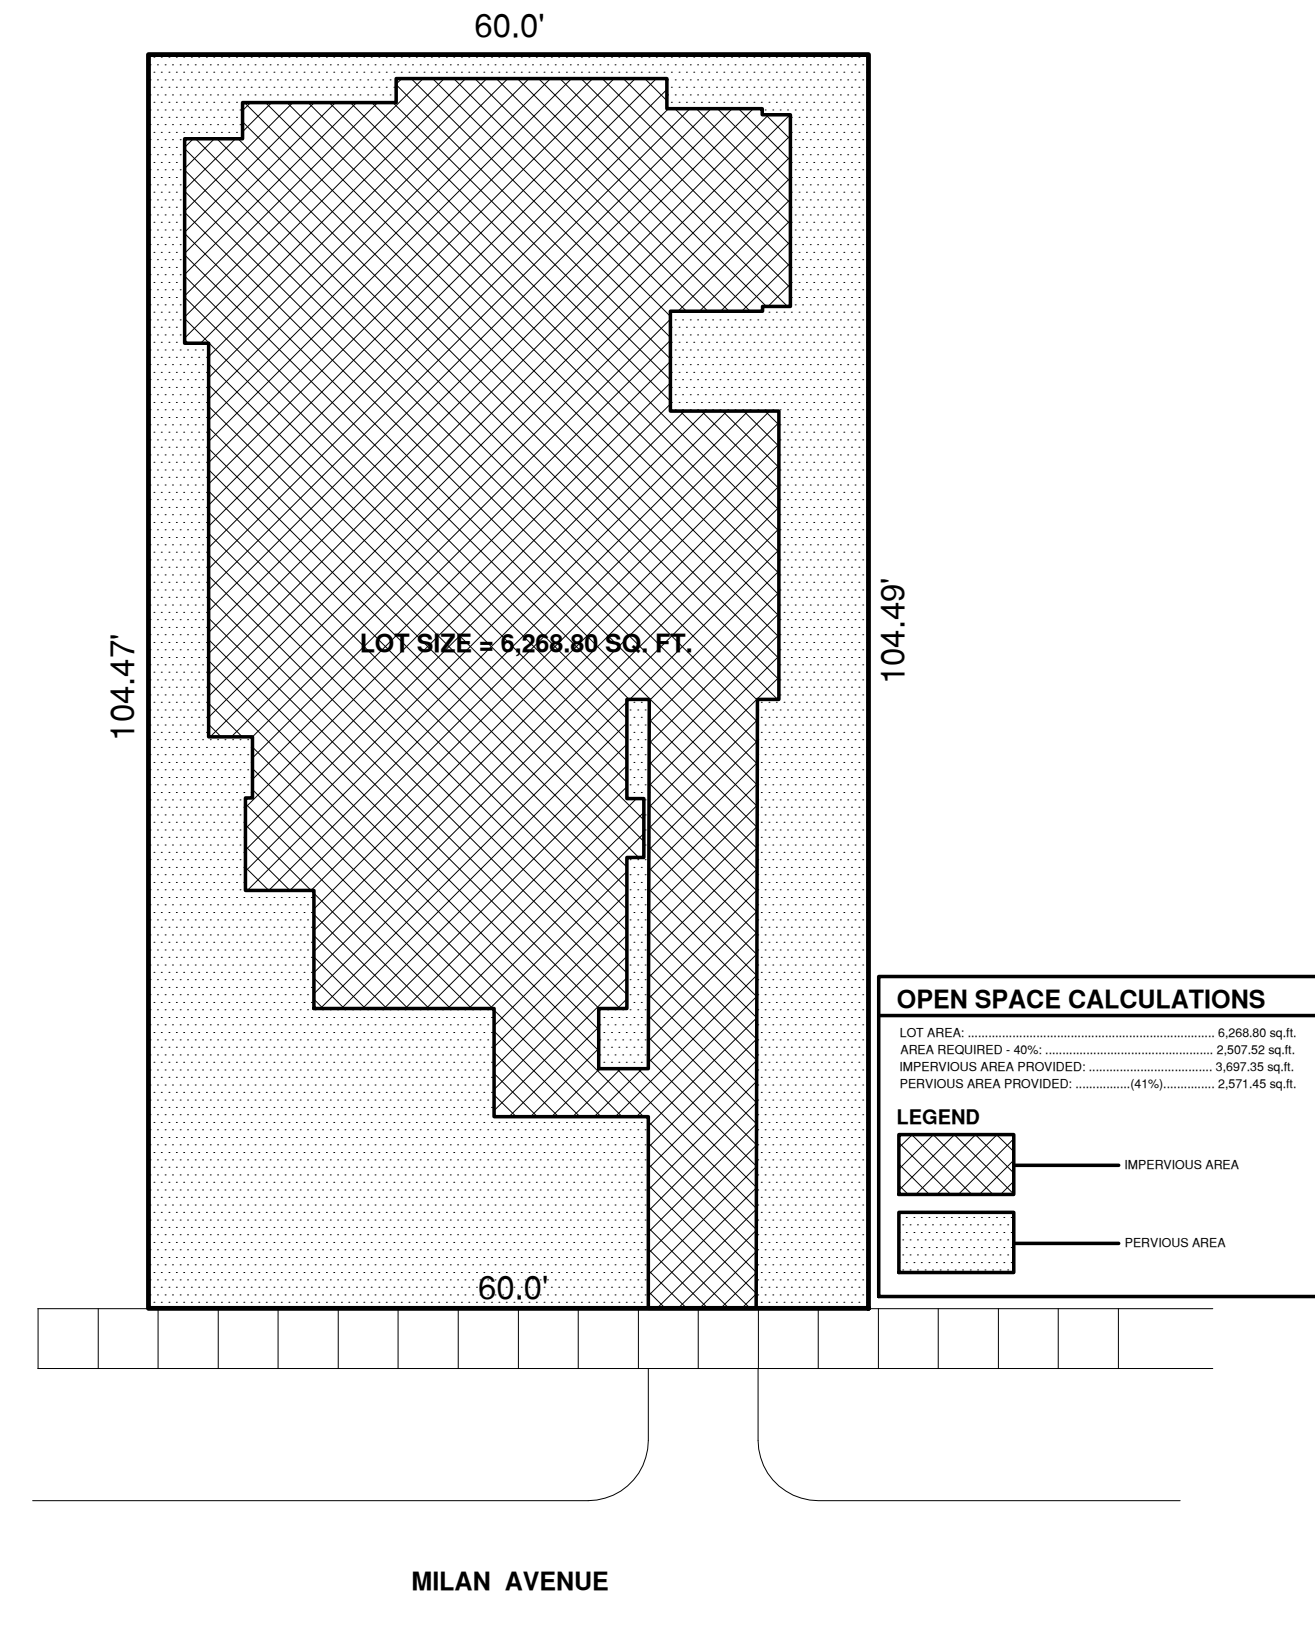 60.0'
LOT SIZE = 6,268.80 SQ. FT.
104.47'
104.49'
60.0'
OPEN SPACE CALCULATIONS
LOT AREA: ........................................................................ 6,268.80 sq.ft.
AREA REQUIRED - 40%: ................................................. 2,507.52 sq.ft.
IMPERVIOUS AREA PROVIDED: .................................... 3,697.35 sq.ft.
PERVIOUS AREA PROVIDED: ................(41%)............... 2,571.45 sq.ft.
LEGEND
IMPERVIOUS AREA
PERVIOUS AREA
MILAN AVENUE